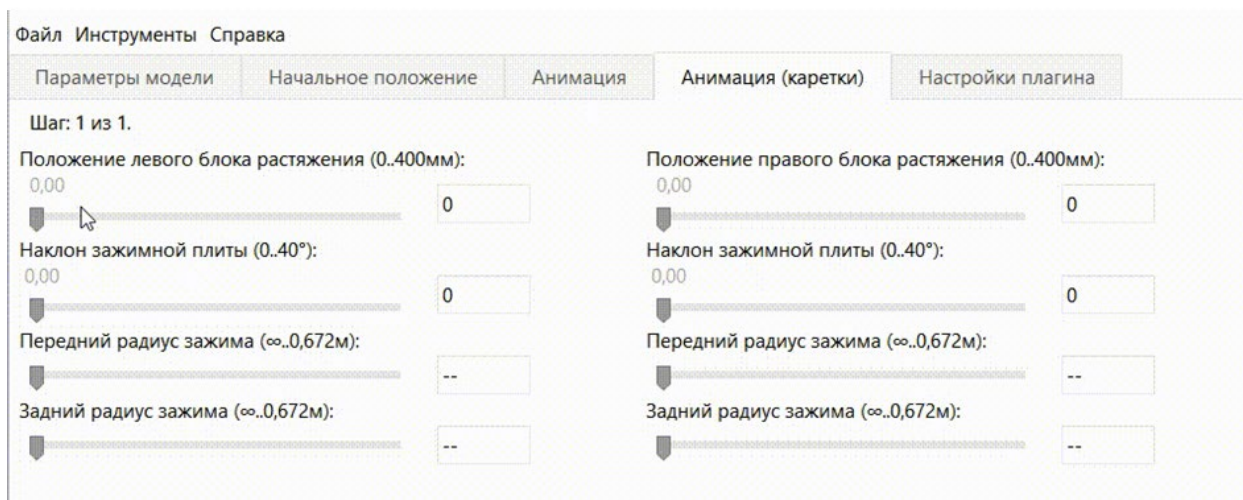 Файл Инструменты Справка
Параметры модели Начальное положение Анимация Анимация (каретки) Настройки плагина
Шаг: 1 из 1.
Положение левого блока растяжения (0..400мм): Положение правого блока растяжения (0..400мм):
0,00 0,00
0 0
Наклон зажимной плиты (0..40°): Наклон зажимной плиты (0..40°):
0,00 0,00
0 0
Передний радиус зажима (∞..0,672м): Передний радиус зажима (∞..0,672м):
-- --
Задний радиус зажима (∞..0,672м): Задний радиус зажима (∞..0,672м):
-- --